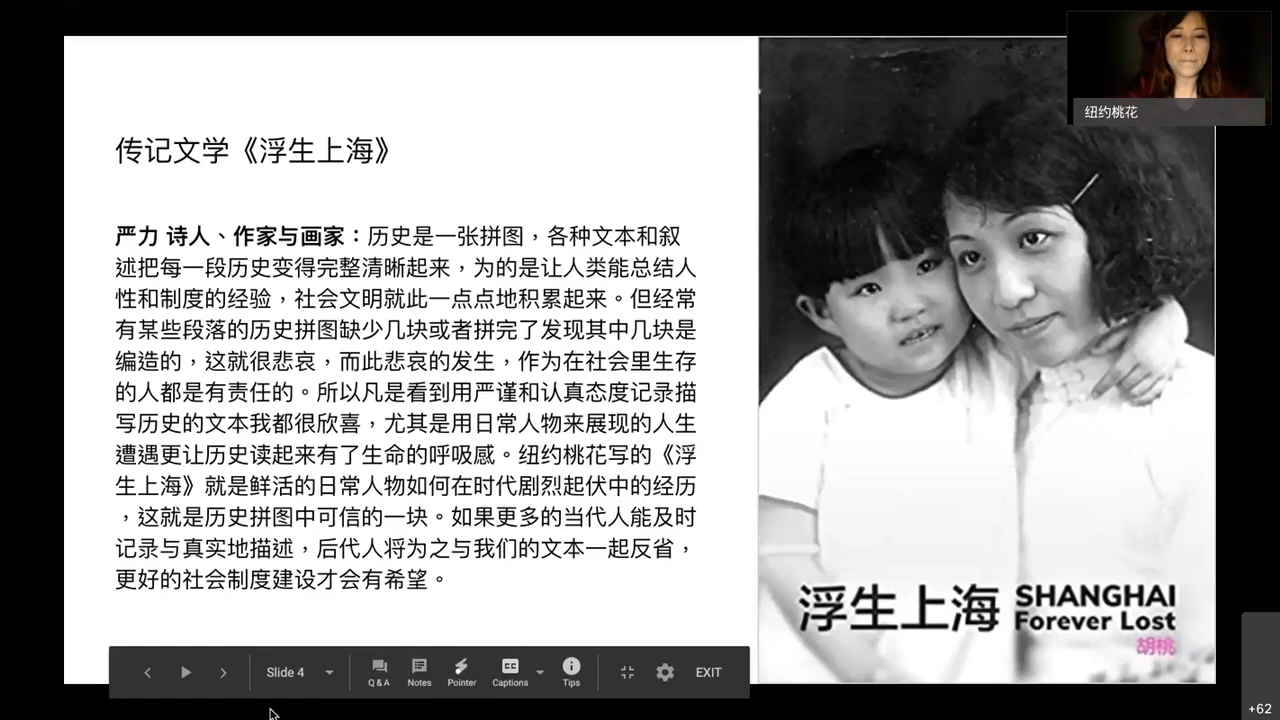 纽约桃花
传记文学《浮生上海》
严力 诗人、作家与画家：历史是一张拼图，各种文本和叙
述把每一段历史变得完整清晰起来，为的是让人类能总结人
性和制度的经验，社会文明就此一点点地积累起来。但经常
有某些段落的历史拼图缺少几块或者拼完了发现其中几块是
编造的，这就很悲哀，而此悲哀的发生，作为在社会里生存
的人都是有责任的。所以凡是看到用严谨和认真态度记录描
写历史的文本我都很欣喜，尤其是用日常人物来展现的人生
遭遇更让历史读起来有了生命的呼吸感。纽约桃花写的《浮
生上海》就是鲜活的日常人物如何在时代剧烈起伏中的经历
，这就是历史拼图中可信的一块。如果更多的当代人能及时
记录与真实地描述，后代人将为之与我们的文本一起反省，
更好的社会制度建设才会有希望。
浮生上海 SHANGHAI
Forever Lost
胡桃
Slide 4
Q & A
Notes
Pointer
Captions
Tips
EXIT
+62